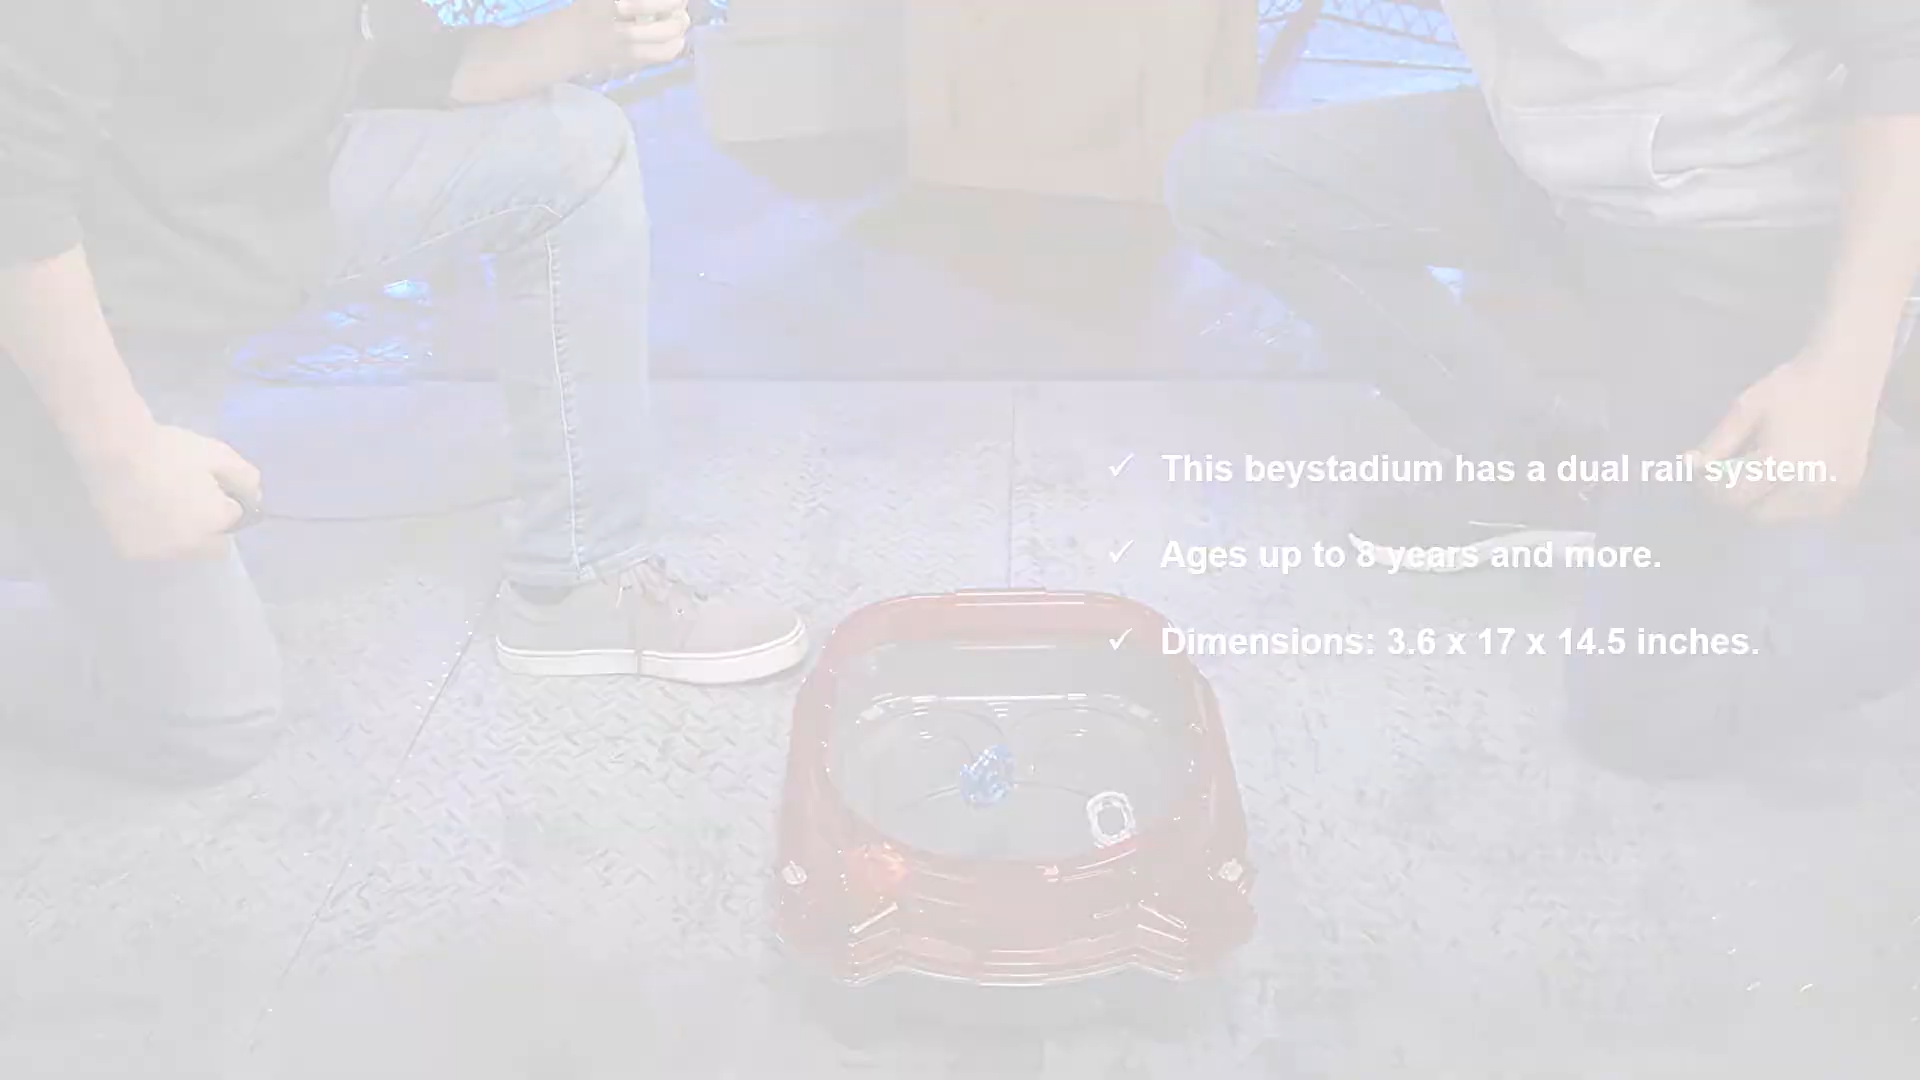 ✓ This beystadium has a dual rail system.
✓ Ages up to 8 years and more.
✓ Dimensions: 3.6 x 17 x 14.5 inches.